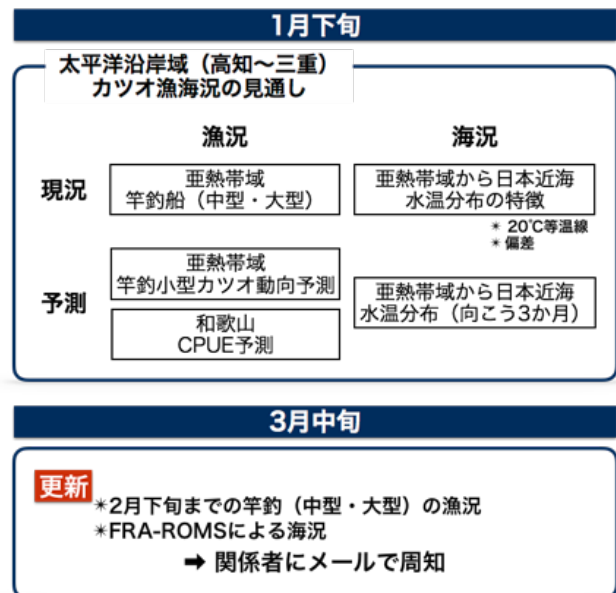 1月下旬
太平洋沿岸域（高知〜三重）
カツオ漁海況の見通し
漁況
海況
現況
亜熱帯域
竿釣船（中型・大型）
亜熱帯域から日本近海
水温分布の特徴
* 20℃等温線
* 偏差
予測
亜熱帯域
竿釣小型カツオ動向予測
和歌山
CPUE予測
亜熱帯域から日本近海
水温分布（向こう3か月）
3月中旬
更新
*2月下旬までの竿釣（中型・大型）の漁況
*FRA-ROMSによる海況
➡ 関係者にメールで周知